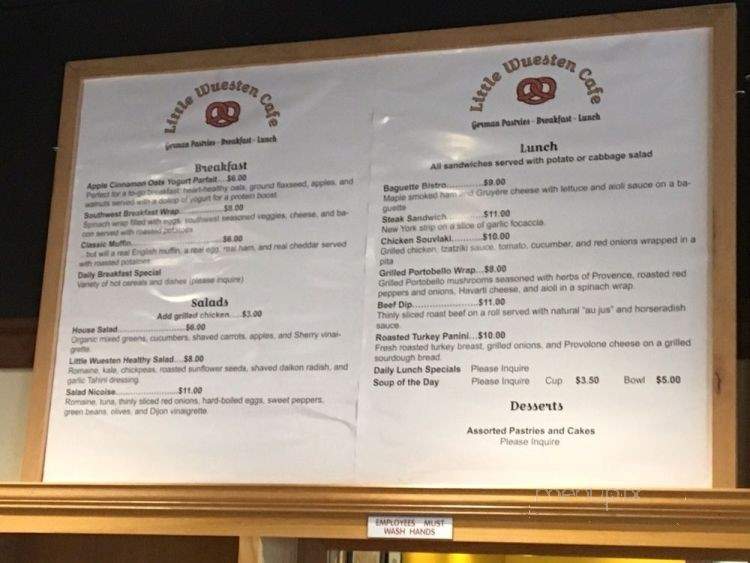 Little Wuesten Cafe
German Pastries - Breakfast - Lunch
Breakfast
Apple Cinnamon Oats Yogurt Parfait....$6.00
Perfect for a to-go breakfast: heart-healthy oats, ground flaxseed, apples, and
walnuts served with a dollop of yogurt for a protein boost
Southwest Breakfast Wrap..................$8.00
Spinach wrap filled with eggs, southwest seasoned veggies, cheese, and ba-
con served with roasted potatoes
Classic Muffin.......................................$6.00
...but will a real English muffin, a real egg, real ham, and real cheddar served
with roasted potatoes.
Daily Breakfast Special
Variety of hot cereals and dishes (please inquire)
Salads
Add grilled chicken.....$3.00
House Salad..............................$6.00
Organic mixed greens, cucumbers, shaved carrots, apples, and Sherry vinai-
grette.
Little Wuesten Healthy Salad...$8.00
Romaine, kale, chickpeas, roasted sunflower seeds, shaved daikon radish, and
garlic Tahini dressing.
Salad Nicoise............................$11.00
Romaine, tuna, thinly sliced red onions, hard-boiled eggs, sweet peppers,
green beans, olives, and Dijon vinaigrette.
Little Wuesten Cafe
German Pastries - Breakfast - Lunch
Lunch
All sandwiches served with potato or cabbage salad
Baguette Bistro.............$9.00
Maple smoked ham and Gruyére cheese with lettuce and aioli sauce on a ba-
guette
Steak Sandwich.............$11.00
New York strip on a slice of garlic focaccia.
Chicken Souvlaki...........$10.00
Grilled chicken, tzatziki sauce, tomato, cucumber, and red onions wrapped in a
pita
Grilled Portobello Wrap...$8.00
Grilled Portobello mushrooms seasoned with herbs of Provence, roasted red
peppers and onions, Havarti cheese, and aioli in a spinach wrap.
Beef Dip.........................$11.00
Thinly sliced roast beef on a roll served with natural "au jus" and horseradish
sauce.
Roasted Turkey Panini...$10.00
Fresh roasted turkey breast, grilled onions, and Provolone cheese on a grilled
sourdough bread.
Daily Lunch Specials Please Inquire
Soup of the Day Please Inquire Cup $3.50 Bowl $5.00
Desserts
Assorted Pastries and Cakes
Please Inquire
EMPLOYEES MUST
WASH HANDS